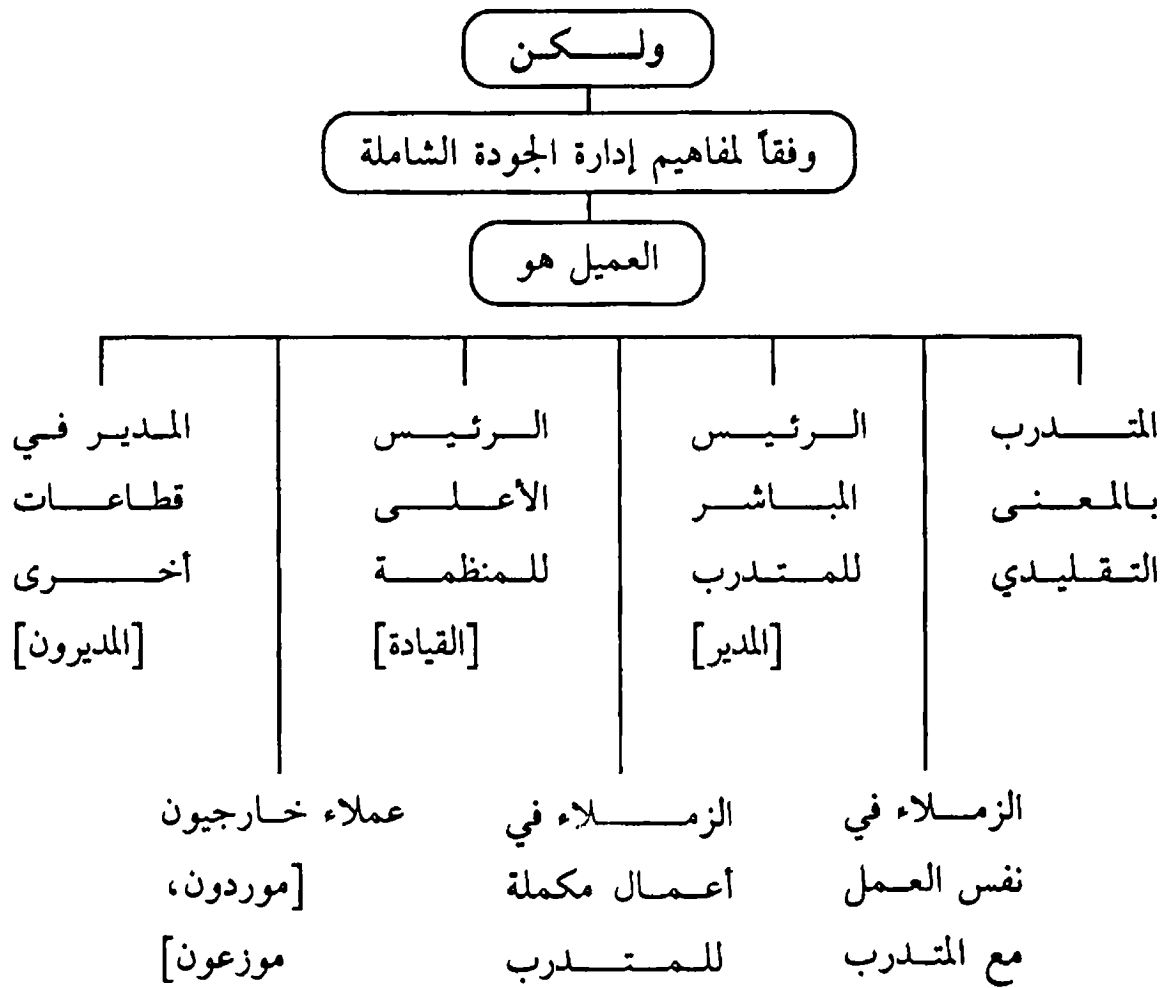 ولكن
وفقاً لمفاهيم إدارة الجودة الشاملة
العميل هو
المتدرب
بالمعنى
التقليدي
الرئيس
المباشر
للمتدرب
[المدير]
الرئيس
الأعلى
للمنظمة
[القيادة]
المدير في
قطاعات
أخرى
[المديرون]
الزملاء في
نفس العمل
مع المتدرب
الزملاء في
أعمال مكملة
للمتدرب
عملاء خارجيون
[موردون،
موزعون]